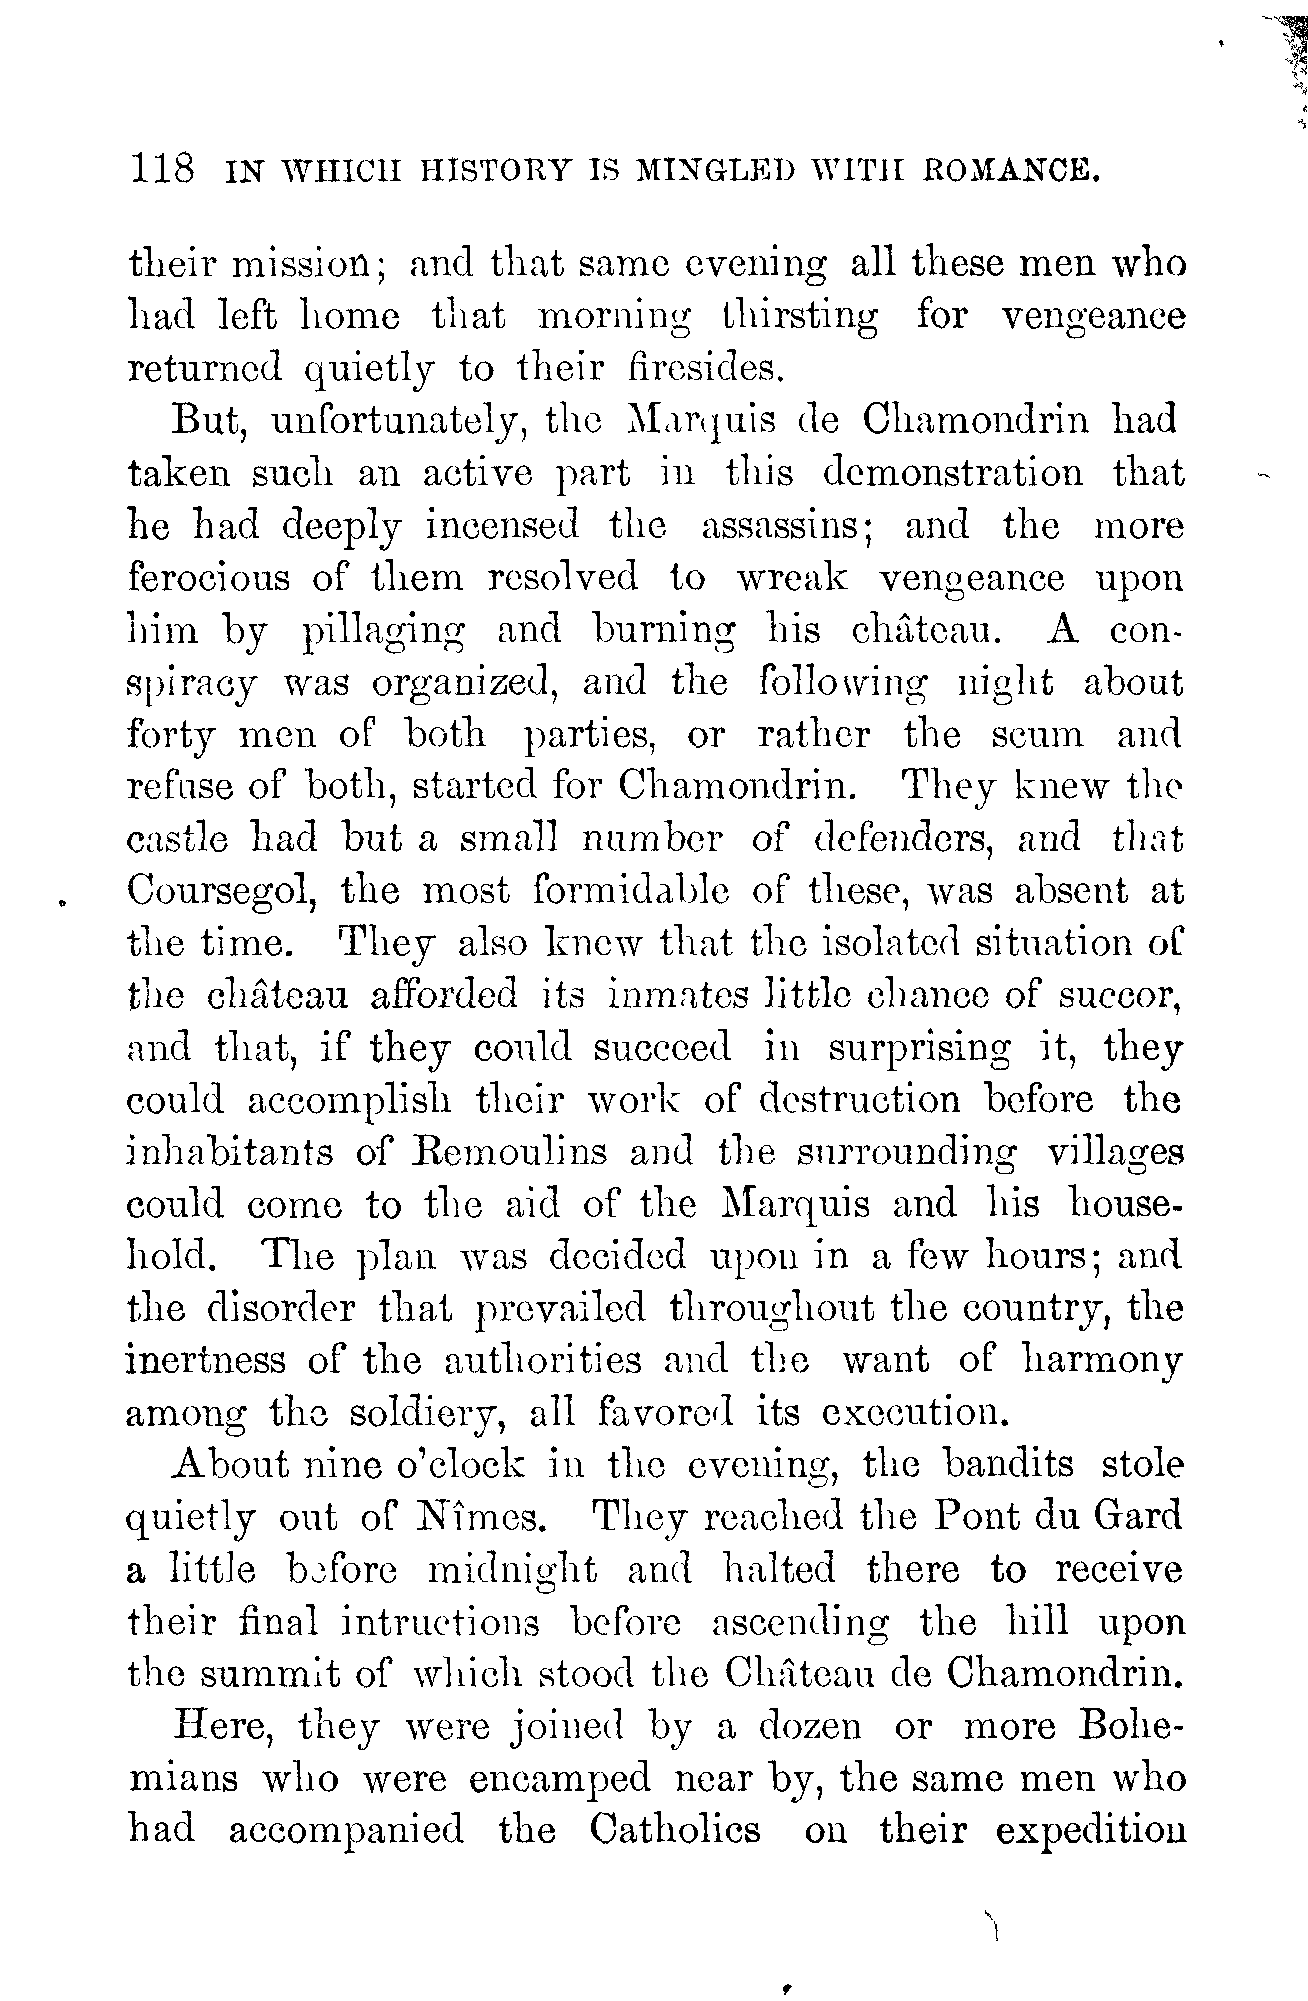 118 IN WHICH HISTORY IS MINGLED WITH ROMANCE.
their mission; and that same evening all these men who
had left home that morning thirsting for vengeance
returned quietly to their firesides.
But, unfortunately, the Marquis de Chamondrin had
taken such an active part in this demonstration that
he had deeply incensed the assassins; and the more
ferocious of them resolved to wreak vengeance upon
him by pillaging and burning his château. A con-
spiracy was organized, and the following night about
forty men of both parties, or rather the scum and
refuse of both, started for Chamondrin. They knew the
castle had but a small number of defenders, and that
Coursegol, the most formidable of these, was absent at
the time. They also knew that the isolated situation of
the château afforded its inmates little chance of succor,
and that, if they could succeed in surprising it, they
could accomplish their work of destruction before the
inhabitants of Remoulins and the surrounding villages
could come to the aid of the Marquis and his house-
hold. The plan was decided upon in a few hours; and
the disorder that prevailed throughout the country, the
inertness of the authorities and the want of harmony
among the soldiery, all favored its execution.
About nine o'clock in the evening, the bandits stole
quietly out of Nîmes. They reached the Pont du Gard
a little before midnight and halted there to receive
their final intructions before ascending the hill upon
the summit of which stood the Château de Chamondrin.
Here, they were joined by a dozen or more Bohe-
mians who were encamped near by, the same men who
had accompanied the Catholics on their expedition